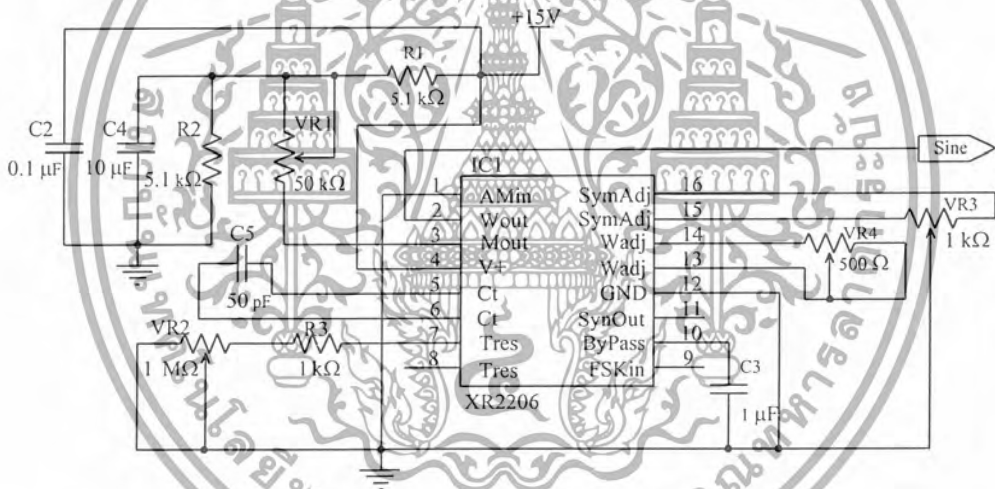 +15V
R1
5.1 kΩ
C2
0.1 µF
C4
10 µF
R2
5.1 kΩ
VR1
50 kΩ
Sine
IC1
1 AMin SymAdj 16
2 Wout SymAdj 15
3 Mout Wadj 14
4 V+ Wadj 13
5 Ct GND 12
6 Ct SynOut 11
7 Tres ByPass 10
8 Tres FSKin 9
XR2206
VR3
1 kΩ
VR4
500 Ω
C5
50 pF
VR2
1 MΩ
R3
1 kΩ
C3
1 µF